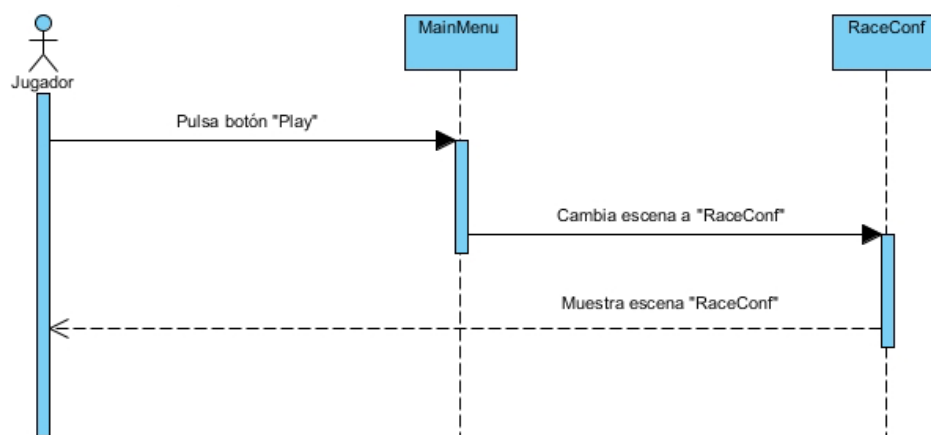 MainMenu
RaceConf
Jugador
Pulsa botón "Play"
Cambia escena a "RaceConf"
Muestra escena "RaceConf"